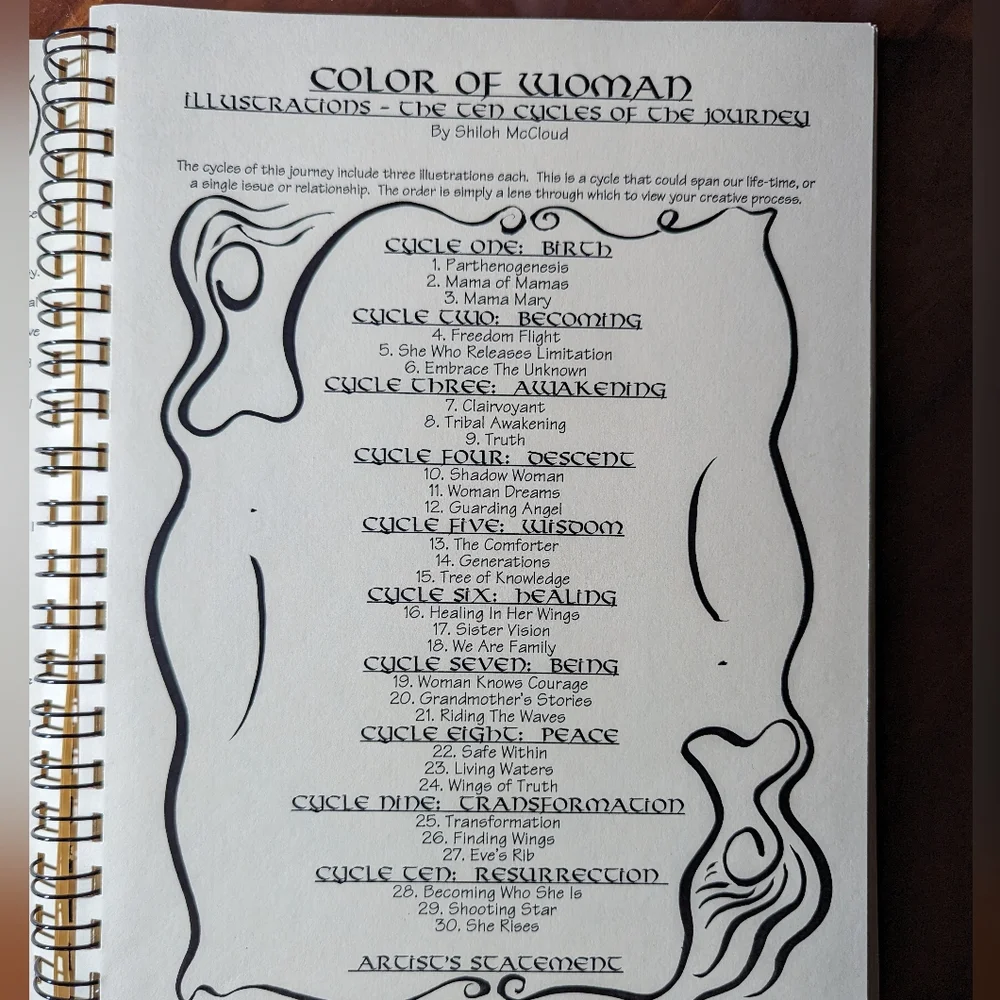 COLOR OF WOMAN
ILLUSTRATIONS - THE TEN CYCLES OF THE JOURNEY
By Shiloh McCloud
The cycles of this journey include three illustrations each. This is a cycle that could span our life-time, or
a single issue or relationship. The order is simply a lens through which to view your creative process.
CYCLE ONE: BIRTH
1. Parthenogenesis
2. Mama of Mamas
3. Mama Mary
CYCLE TWO: BECOMING
4. Freedom Flight
5. She Who Releases Limitation
6. Embrace The Unknown
CYCLE THREE: AWAKENING
7. Clairvoyant
8. Tribal Awakening
9. Truth
CYCLE FOUR: DESCENT
10. Shadow Woman
11. Woman Dreams
12. Guarding Angel
CYCLE FIVE: WISDOM
13. The Comforter
14. Generations
15. Tree of Knowledge
CYCLE SIX: HEALING
16. Healing In Her Wings
17. Sister Vision
18. We Are Family
CYCLE SEVEN: BEING
19. Woman Knows Courage
20. Grandmother's Stories
21. Riding The Waves
CYCLE EIGHT: PEACE
22. Safe Within
23. Living Waters
24. Wings of Truth
CYCLE NINE: TRANSFORMATION
25. Transformation
26. Finding Wings
27. Eve's Rib
CYCLE TEN: RESURRECTION
28. Becoming Who She Is
29. Shooting Star
30. She Rises
ARTIST'S STATEMENT